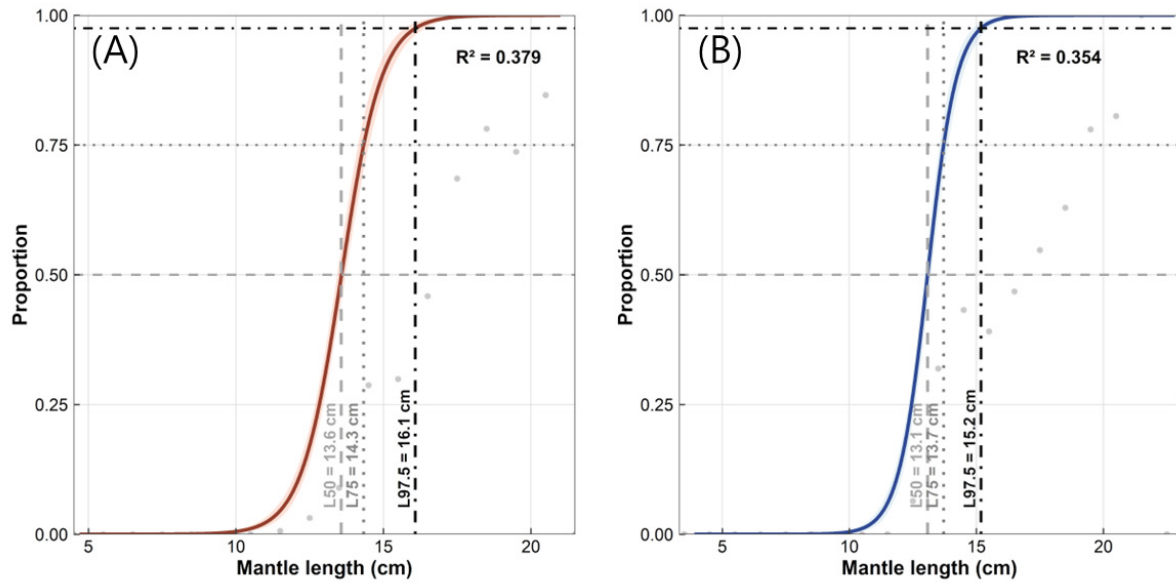 (A)
R² = 0.379
1.00
0.75
0.50
0.25
0.00
Proportion
L50 = 13.6 cm
L75 = 14.3 cm
L97.5 = 16.1 cm
5
10
15
20
Mantle length (cm)
(B)
R² = 0.354
1.00
0.75
0.50
0.25
0.00
Proportion
L50 = 13.1 cm
L75 = 13.7 cm
L97.5 = 15.2 cm
5
10
15
20
Mantle length (cm)